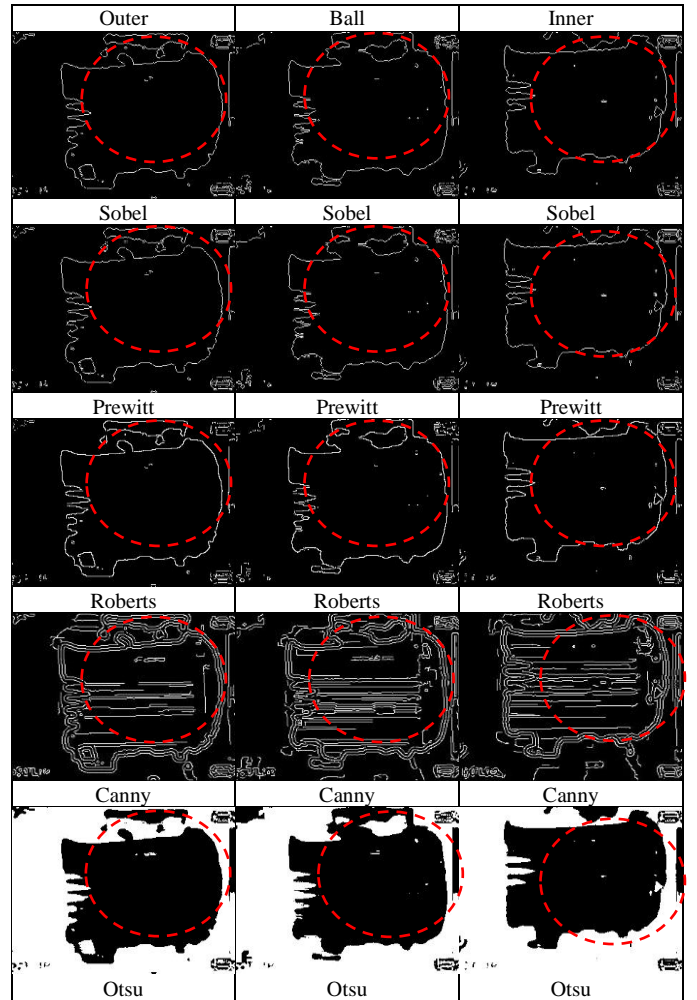 Outer Ball Inner
Sobel Sobel Sobel
Prewitt Prewitt Prewitt
Roberts Roberts Roberts
Canny Canny Canny
Otsu Otsu Otsu